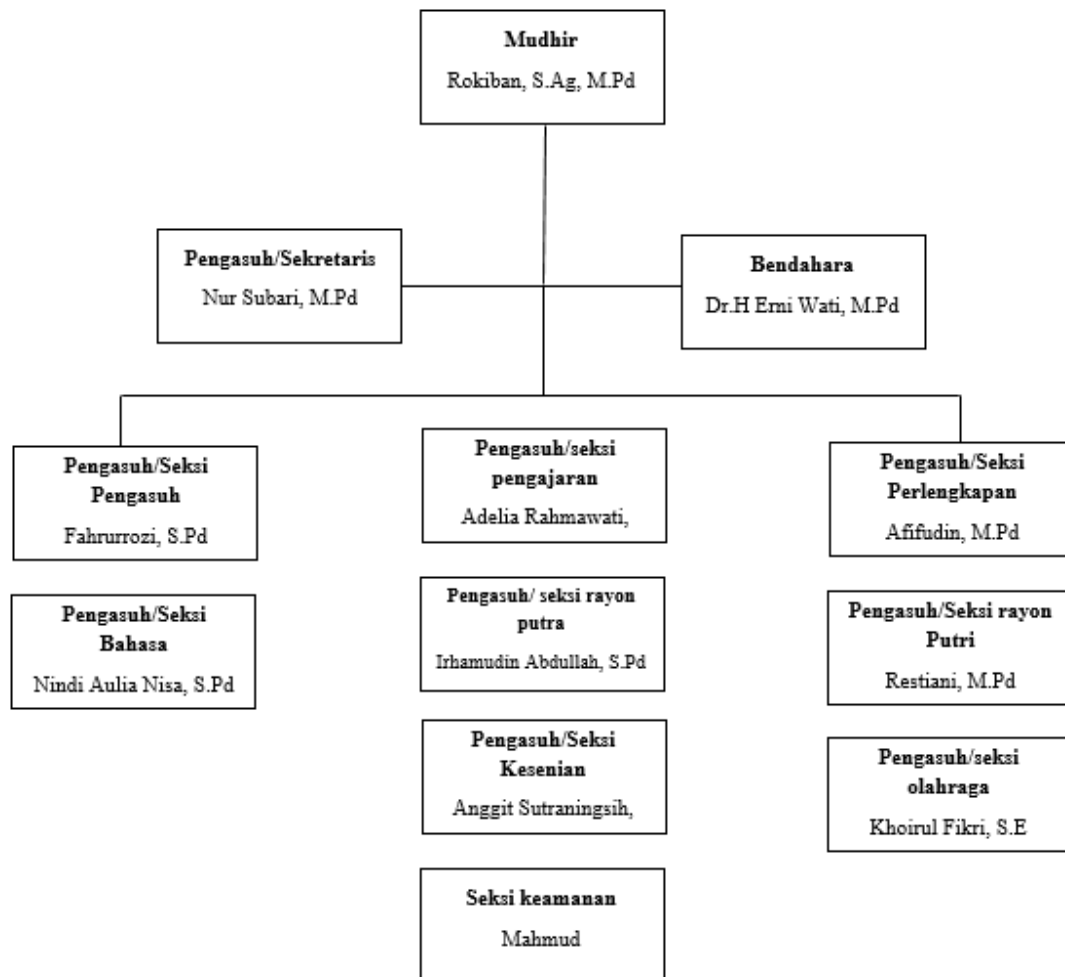 Mudhir
Rokiban, S.Ag, M.Pd
Pengasuh/Sekretaris
Nur Subari, M.Pd
Bendahara
Dr.H Erni Wati, M.Pd
Pengasuh/Seksi
Pengasuh
Fahrurrozi, S.Pd
Pengasuh/seksi
pengajaran
Adelia Rahmawati,
Pengasuh/Seksi
Perlengkapan
Afifudin, M.Pd
Pengasuh/Seksi
Bahasa
Nindi Aulia Nisa, S.Pd
Pengasuh/ seksi rayon
putra
Irhamudin Abdullah, S.Pd
Pengasuh/Seksi rayon
Putri
Restiani, M.Pd
Pengasuh/Seksi
Kesenian
Anggit Sutraningsih,
Pengasuh/seksi
olahraga
Khoirul Fikri, S.E
Seksi keamanan
Mahmud